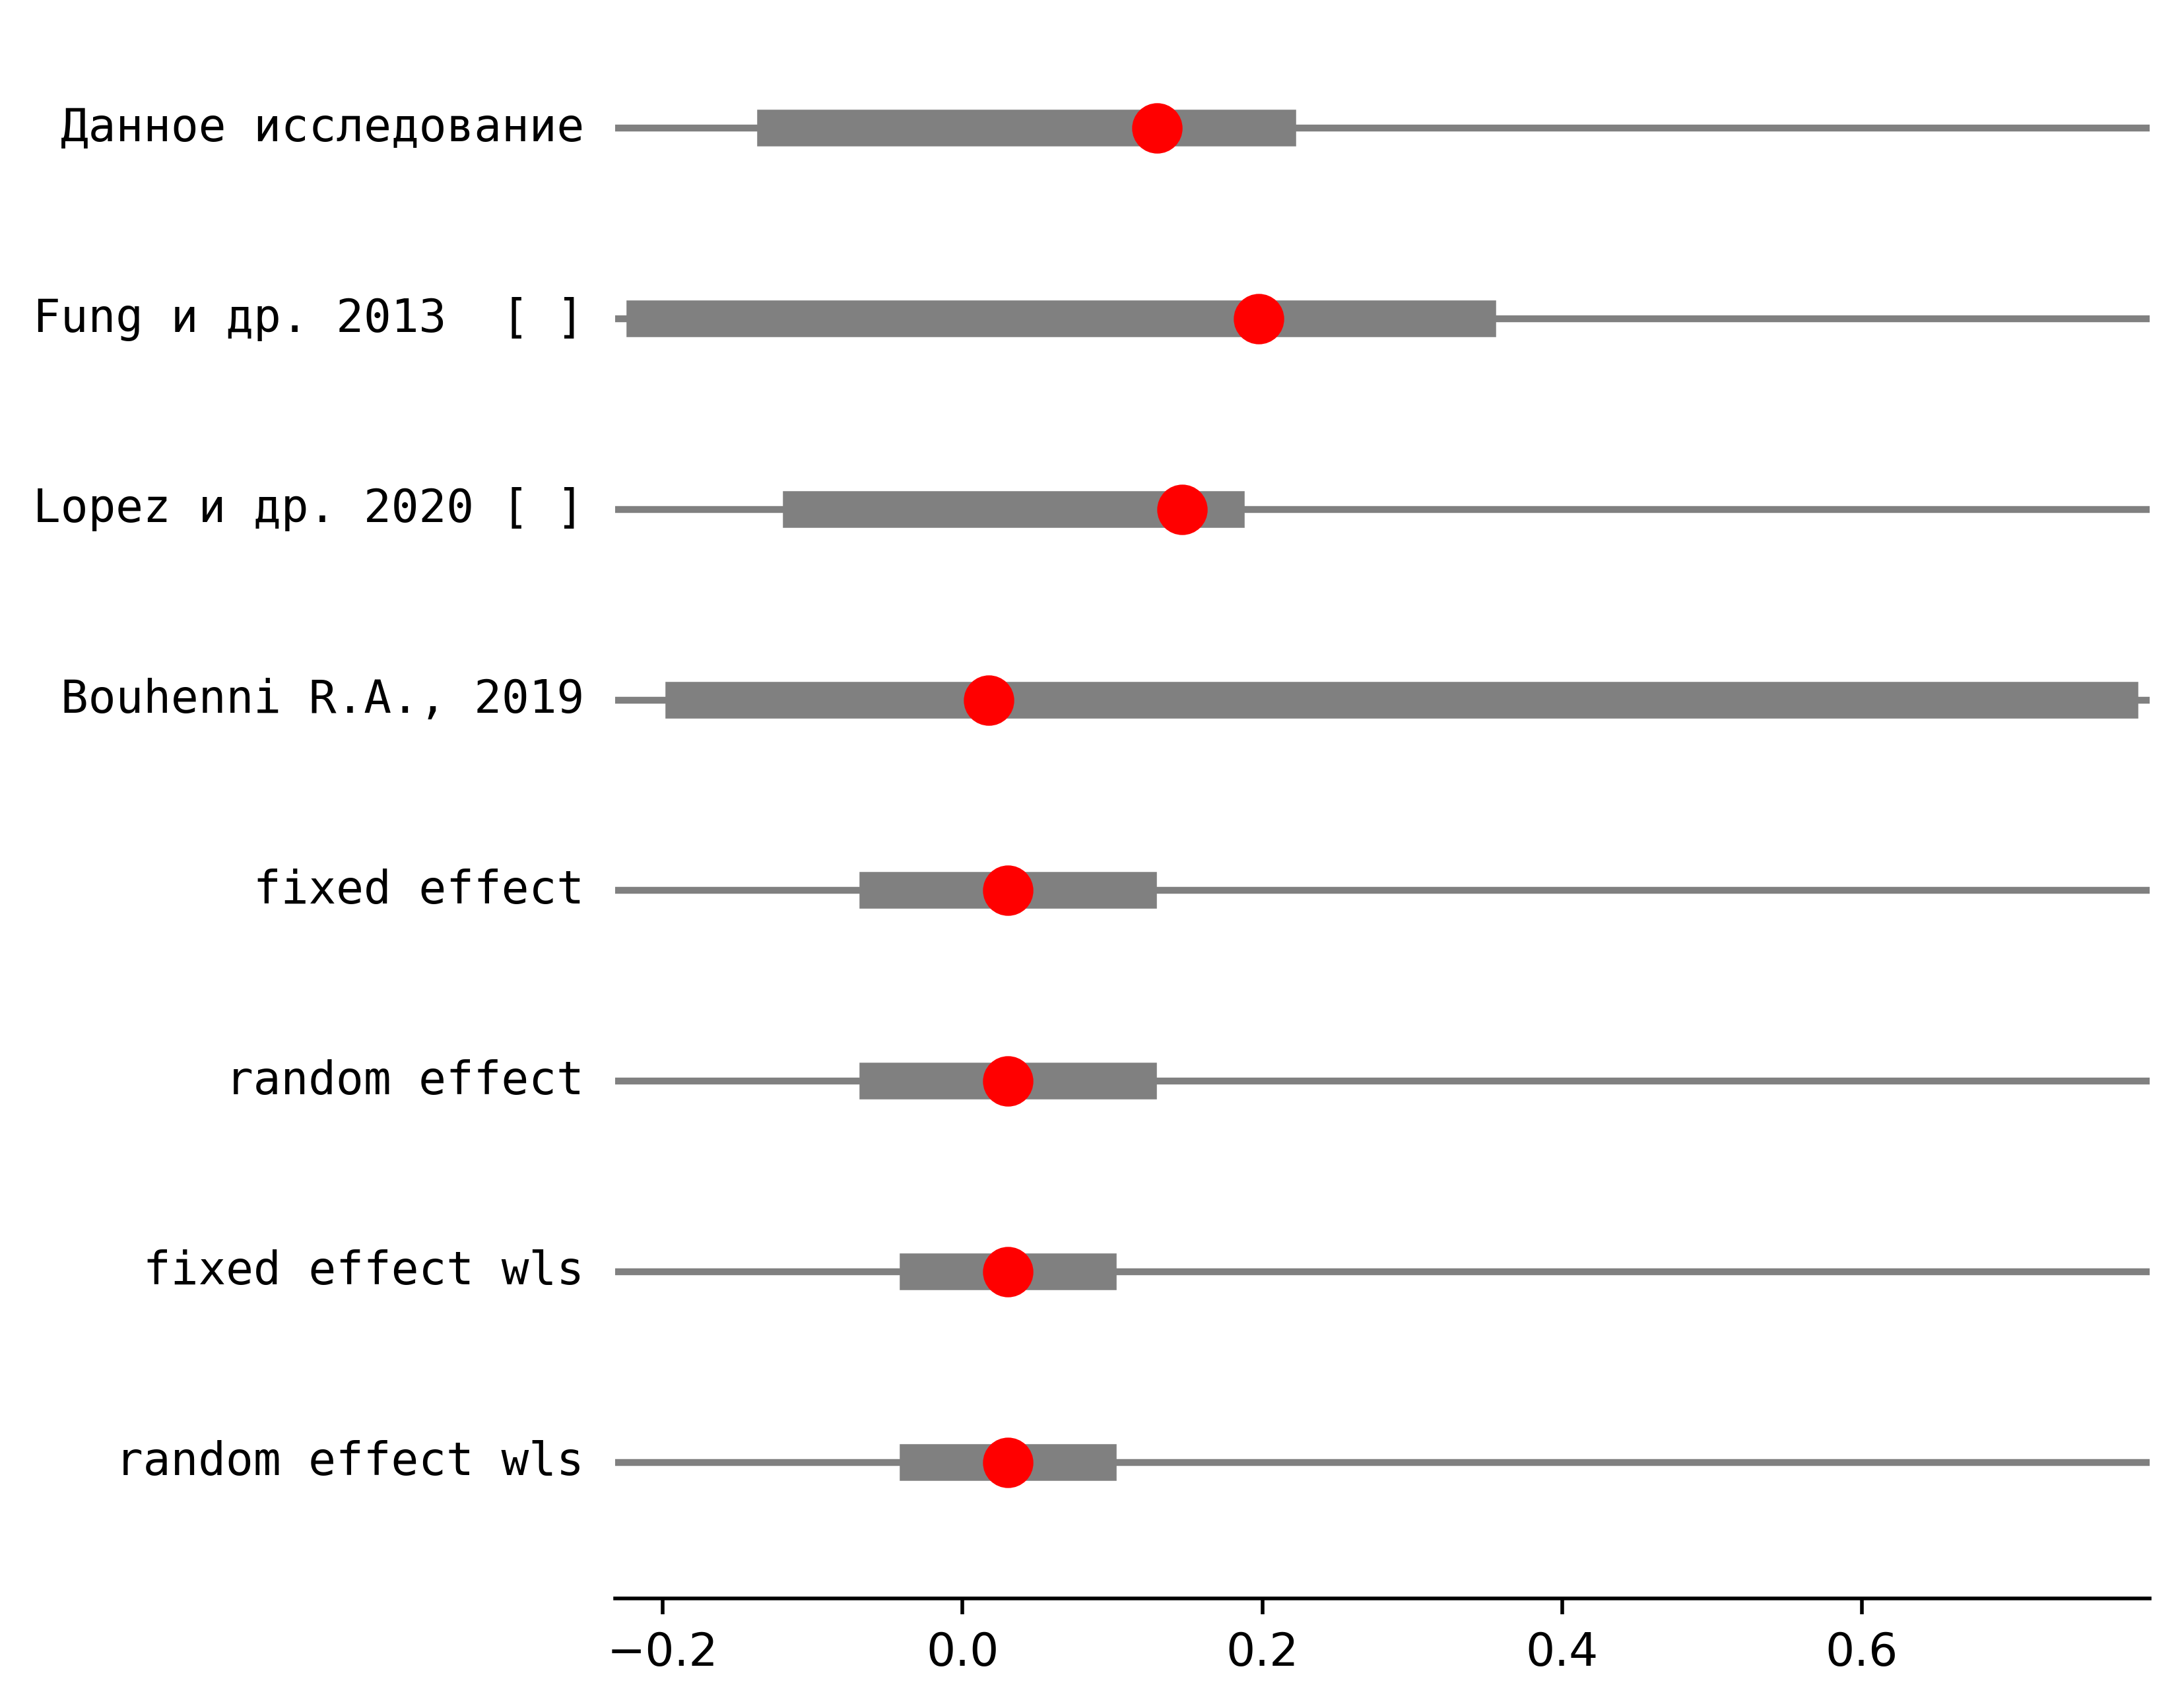 Данное исследование
Fung и др. 2013  [ ]
Lopez и др. 2020 [ ]
Bouhenni R.A., 2019
fixed effect
random effect
fixed effect wls
random effect wls
−0.2 0.0 0.2 0.4 0.6